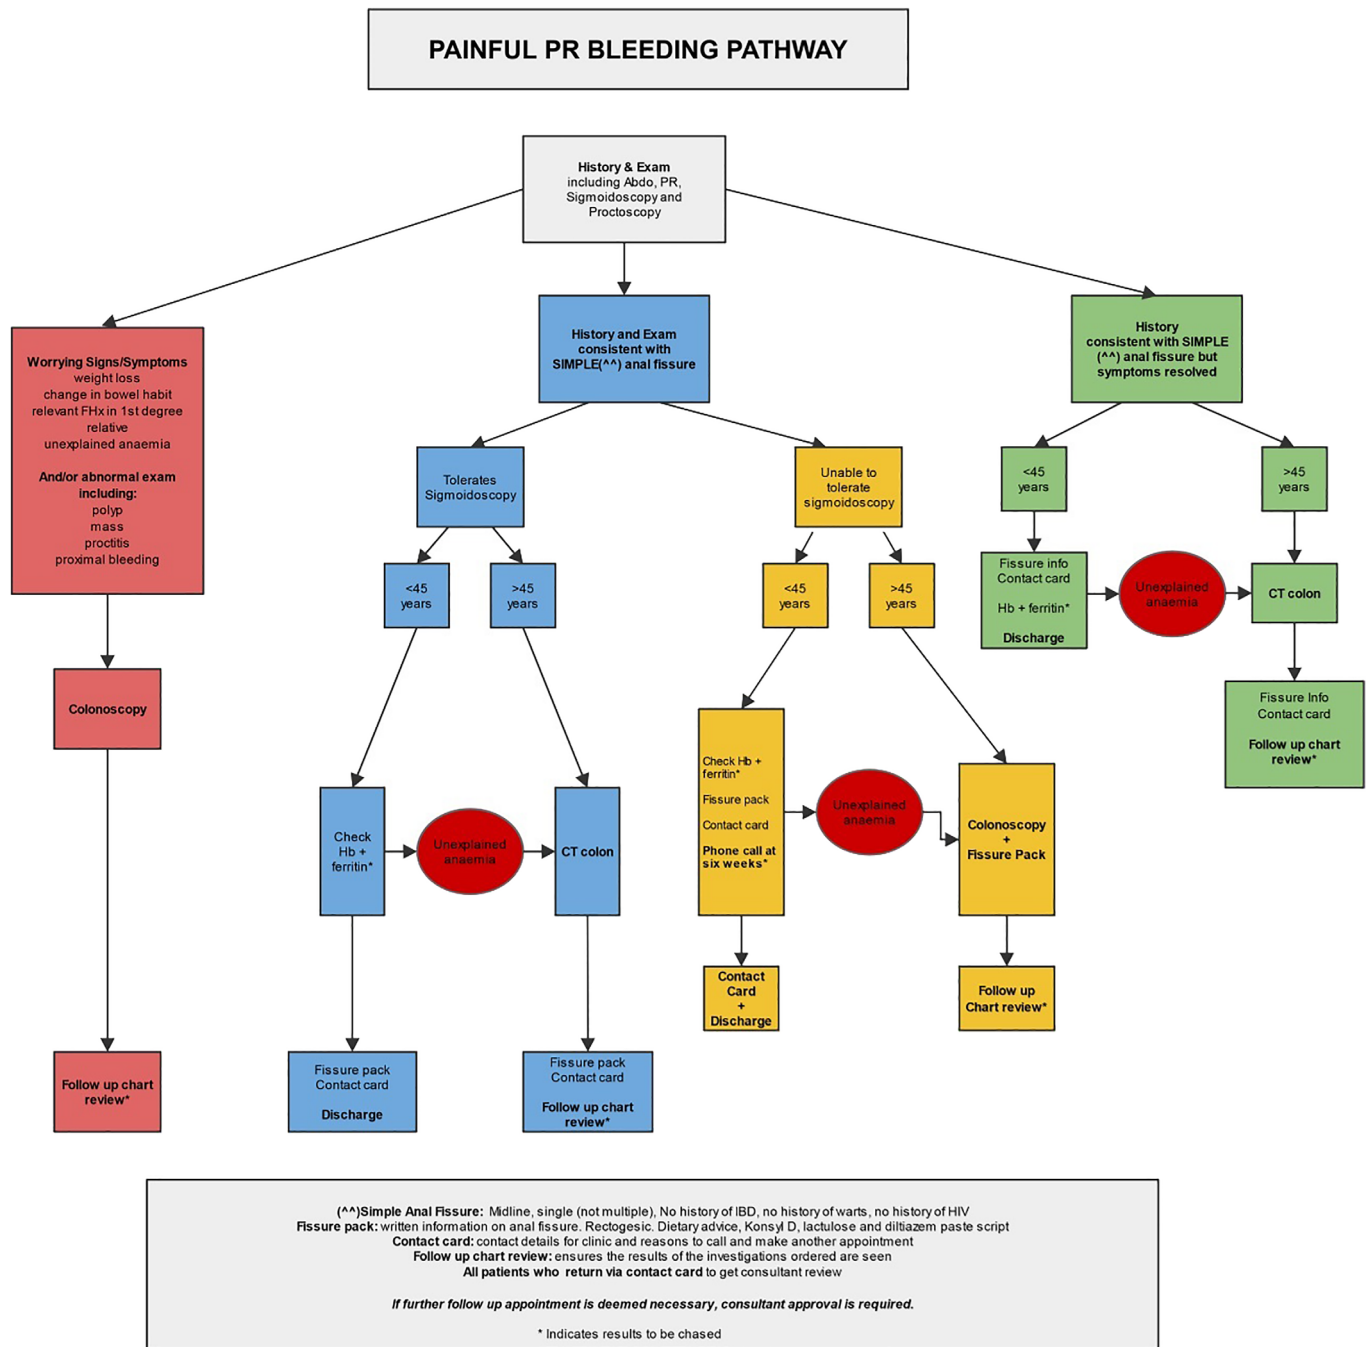 PAINFUL PR BLEEDING PATHWAY
History & Exam
including Abdo, PR,
Sigmoidoscopy and
Proctoscopy
Worrying Signs/Symptoms
weight loss
change in bowel habit
relevant FHx in 1st degree
relative
unexplained anaemia
And/or abnormal exam
including:
polyp
mass
proctitis
proximal bleeding
Colonoscopy
Follow up chart
review*
History and Exam
consistent with
SIMPLE(^^) anal fissure
Tolerates
Sigmoidoscopy
<45
years
>45
years
Check
Hb +
ferritin*
Unexplained
anaemia
CT colon
Fissure pack
Contact card
Discharge
Fissure pack
Contact card
Follow up chart
review*
Unable to
tolerate
sigmoidoscopy
<45
years
>45
years
Check Hb +
ferritin*
Fissure pack
Contact card
Phone call at
six weeks*
Unexplained
anaemia
Colonoscopy
+
Fissure Pack
Contact
Card
+
Discharge
Follow up
Chart review*
History
consistent with SIMPLE
(^^) anal fissure but
symptoms resolved
<45
years
>45
years
Fissure info
Contact card
Hb + ferritin*
Discharge
Unexplained
anaemia
CT colon
Fissure Info
Contact card
Follow up chart
review*
(^^)Simple Anal Fissure: Midline, single (not multiple), No history of IBD, no history of warts, no history of HIV
Fissure pack: written information on anal fissure. Rectogesic. Dietary advice, Konsyl D, lactulose and diltiazem paste script
Contact card: contact details for clinic and reasons to call and make another appointment
Follow up chart review: ensures the results of the investigations ordered are seen
All patients who return via contact card to get consultant review
If further follow up appointment is deemed necessary, consultant approval is required.
* Indicates results to be chased